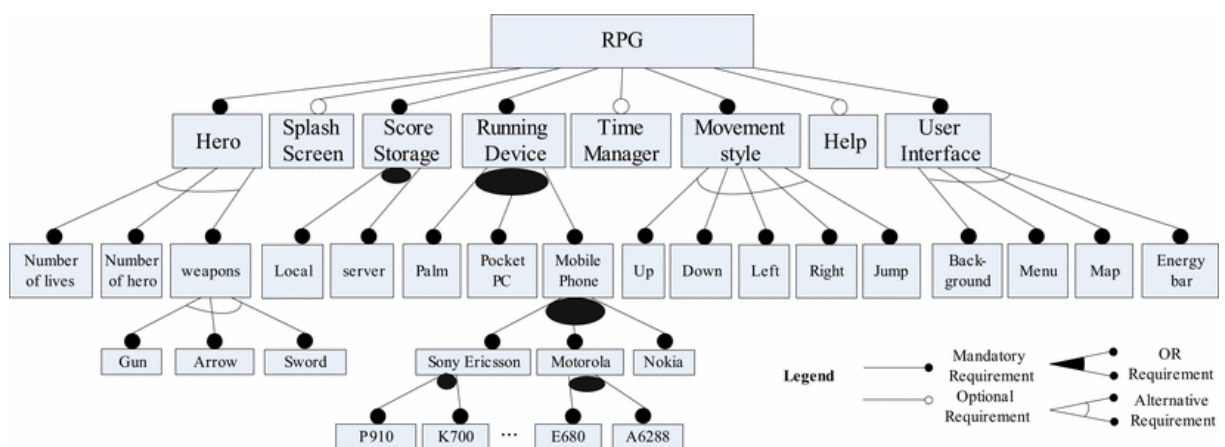 RPG
Hero
Splash
Screen
Score
Storage
Running
Device
Time
Manager
Movement
style
Help
User
Interface
Number
of lives
Number
of hero
weapons
Local
server
Palm
Pocket
PC
Mobile
Phone
Up
Down
Left
Right
Jump
Back-
ground
Menu
Map
Energy
bar
Gun
Arrow
Sword
Sony Ericsson
Motorola
Nokia
P910
K700
...
E680
A6288
Legend
Mandatory
Requirement
OR
Requirement
Optional
Requirement
Alternative
Requirement